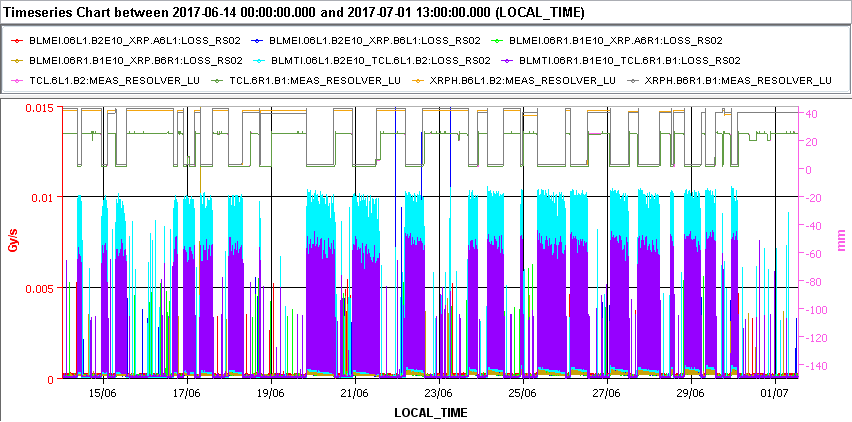 Timeseries Chart between 2017-06-14 00:00:00.000 and 2017-07-01 13:00:00.000 (LOCAL_TIME)
BLMEI.06L1.B2E10_XRP.A6L1:LOSS_RS02 BLMEI.06L1.B2E10_XRP.B6L1:LOSS_RS02 BLMEI.06R1.B1E10_XRP.A6R1:LOSS_RS02
BLMEI.06R1.B1E10_XRP.B6R1:LOSS_RS02 BLMTI.06L1.B2E10_TCL.6L1.B2:LOSS_RS02 BLMTI.06R1.B1E10_TCL.6R1.B1:LOSS_RS02
TCL.6L1.B2:MEAS_RESOLVER_LU TCL.6R1.B1:MEAS_RESOLVER_LU XRPH.B6L1.B2:MEAS_RESOLVER_LU XRPH.B6R1.B1:MEAS_RESOLVER_LU
0.015
0.01
0.005
0
Gy/s
40
20
0
-20
-40
-60
-80
-100
-120
-140
mm
15/06 17/06 19/06 21/06 23/06 25/06 27/06 29/06 01/07
LOCAL_TIME